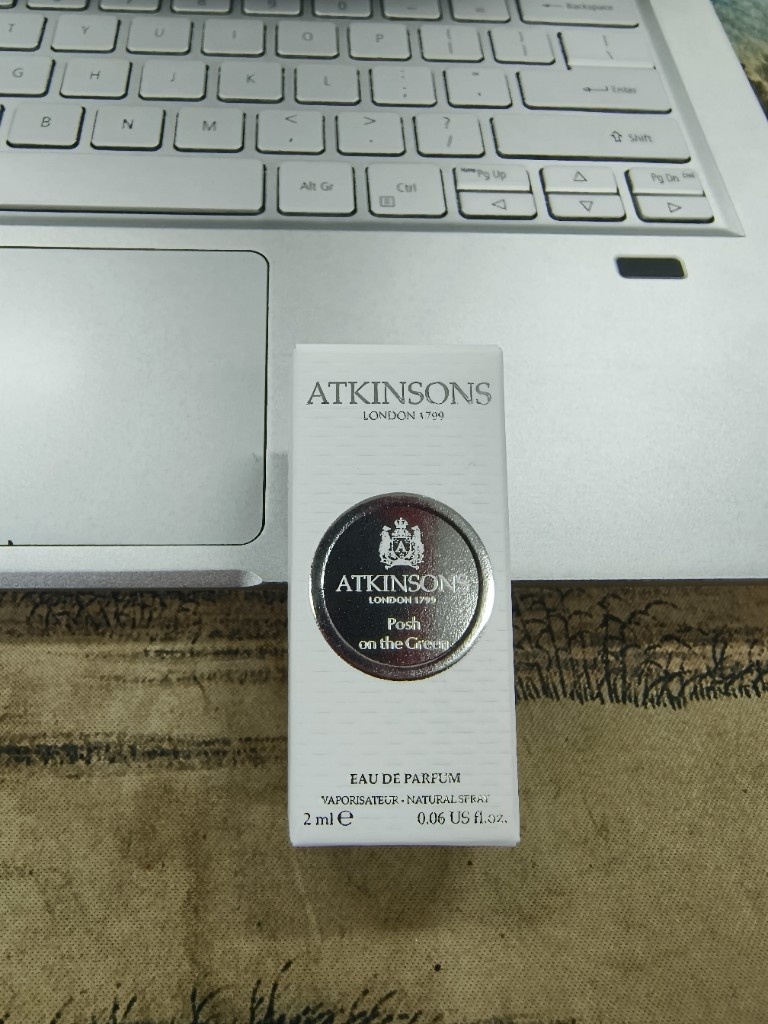 Backspace
T Y U I O P { [ } ] | \
G H J K L : ; " ' Enter
B N M < , > . ? / Shift
Alt Gr Ctrl Pg Up Pg Dn
ATKINSONS
LONDON 1799
ATKINSONS
LONDON 1799
Posh
on the Green
EAU DE PARFUM
VAPORISATEUR • NATURAL SPRAY
2 ml ℮ 0.06 US fl.oz.